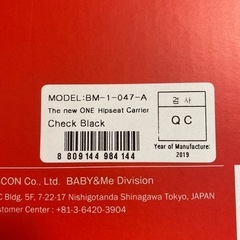 MODEL:BM-1-047-A
The new ONE Hipseat Carrier
Check Black
8 809144 984144
검 사
QC
Year of Manufacture:
2019
CON Co., Ltd. BABY&Me Division
C Bldg. 5F, 7-22-17 Nishigotanda Shinagawa Tokyo, JAPAN
ustomer Center : +81-3-6420-3904